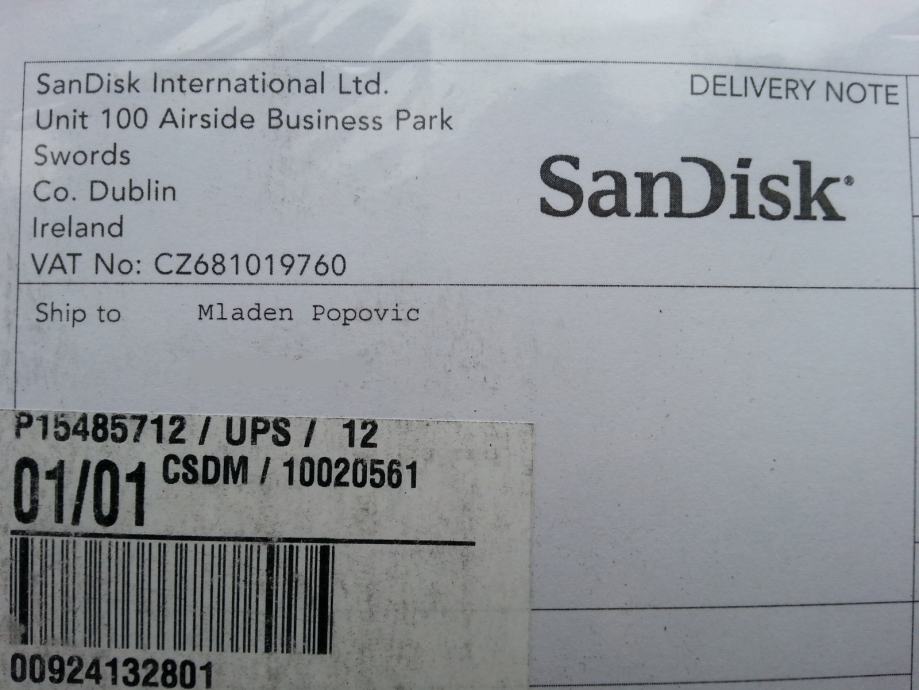 SanDisk International Ltd.
Unit 100 Airside Business Park
Swords
Co. Dublin
Ireland
VAT No: CZ681019760
DELIVERY NOTE
SanDisk
Ship to Mladen Popovic
P15485712 / UPS / 12
01/01 CSDM / 10020561
00924132801